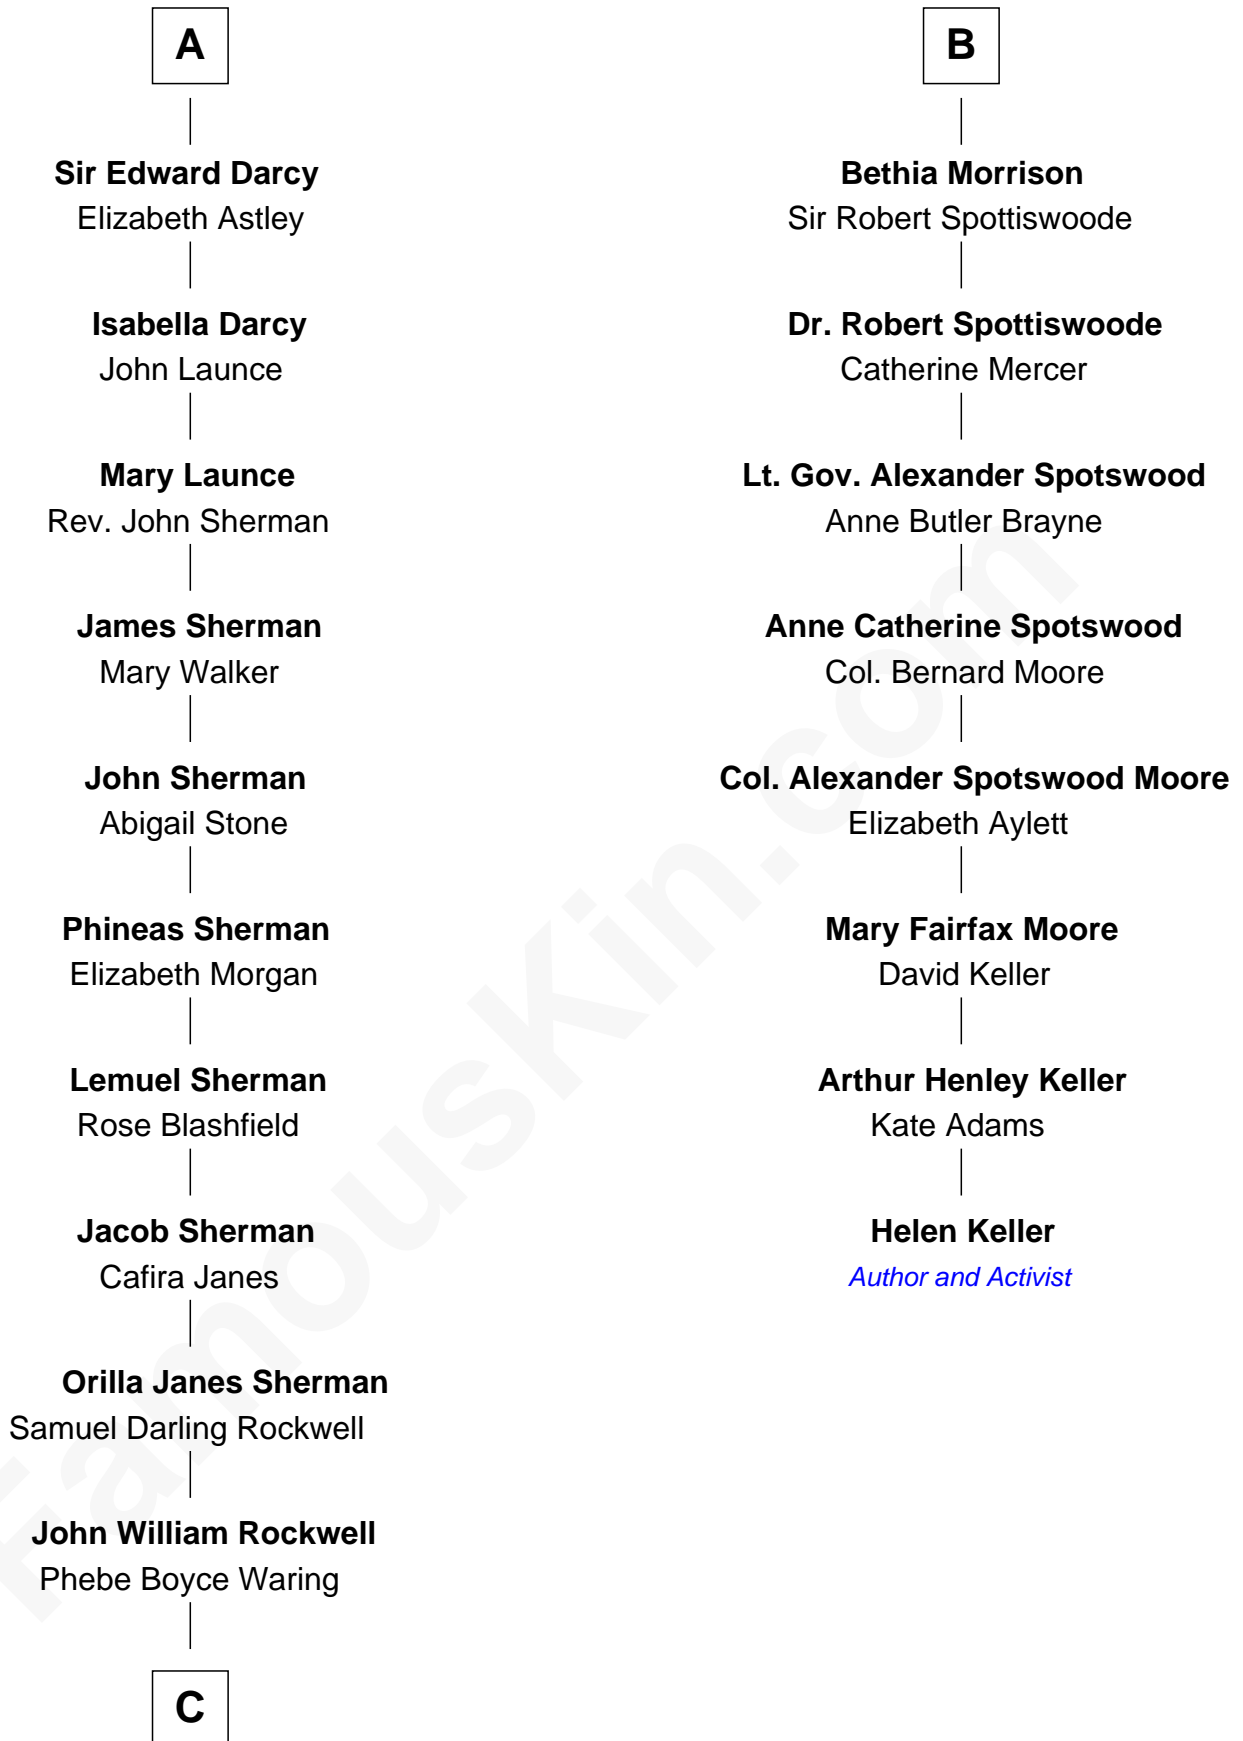 A
Sir Edward Darcy
Elizabeth Astley
Isabella Darcy
John Launce
Mary Launce
Rev. John Sherman
James Sherman
Mary Walker
John Sherman
Abigail Stone
Phineas Sherman
Elizabeth Morgan
Lemuel Sherman
Rose Blashfield
Jacob Sherman
Cafira Janes
Orilla Janes Sherman
Samuel Darling Rockwell
John William Rockwell
Phebe Boyce Waring
C
B
Bethia Morrison
Sir Robert Spottiswoode
Dr. Robert Spottiswoode
Catherine Mercer
Lt. Gov. Alexander Spotswood
Anne Butler Brayne
Anne Catherine Spotswood
Col. Bernard Moore
Col. Alexander Spotswood Moore
Elizabeth Aylett
Mary Fairfax Moore
David Keller
Arthur Henley Keller
Kate Adams
Helen Keller
Author and Activist
FamousKin.com